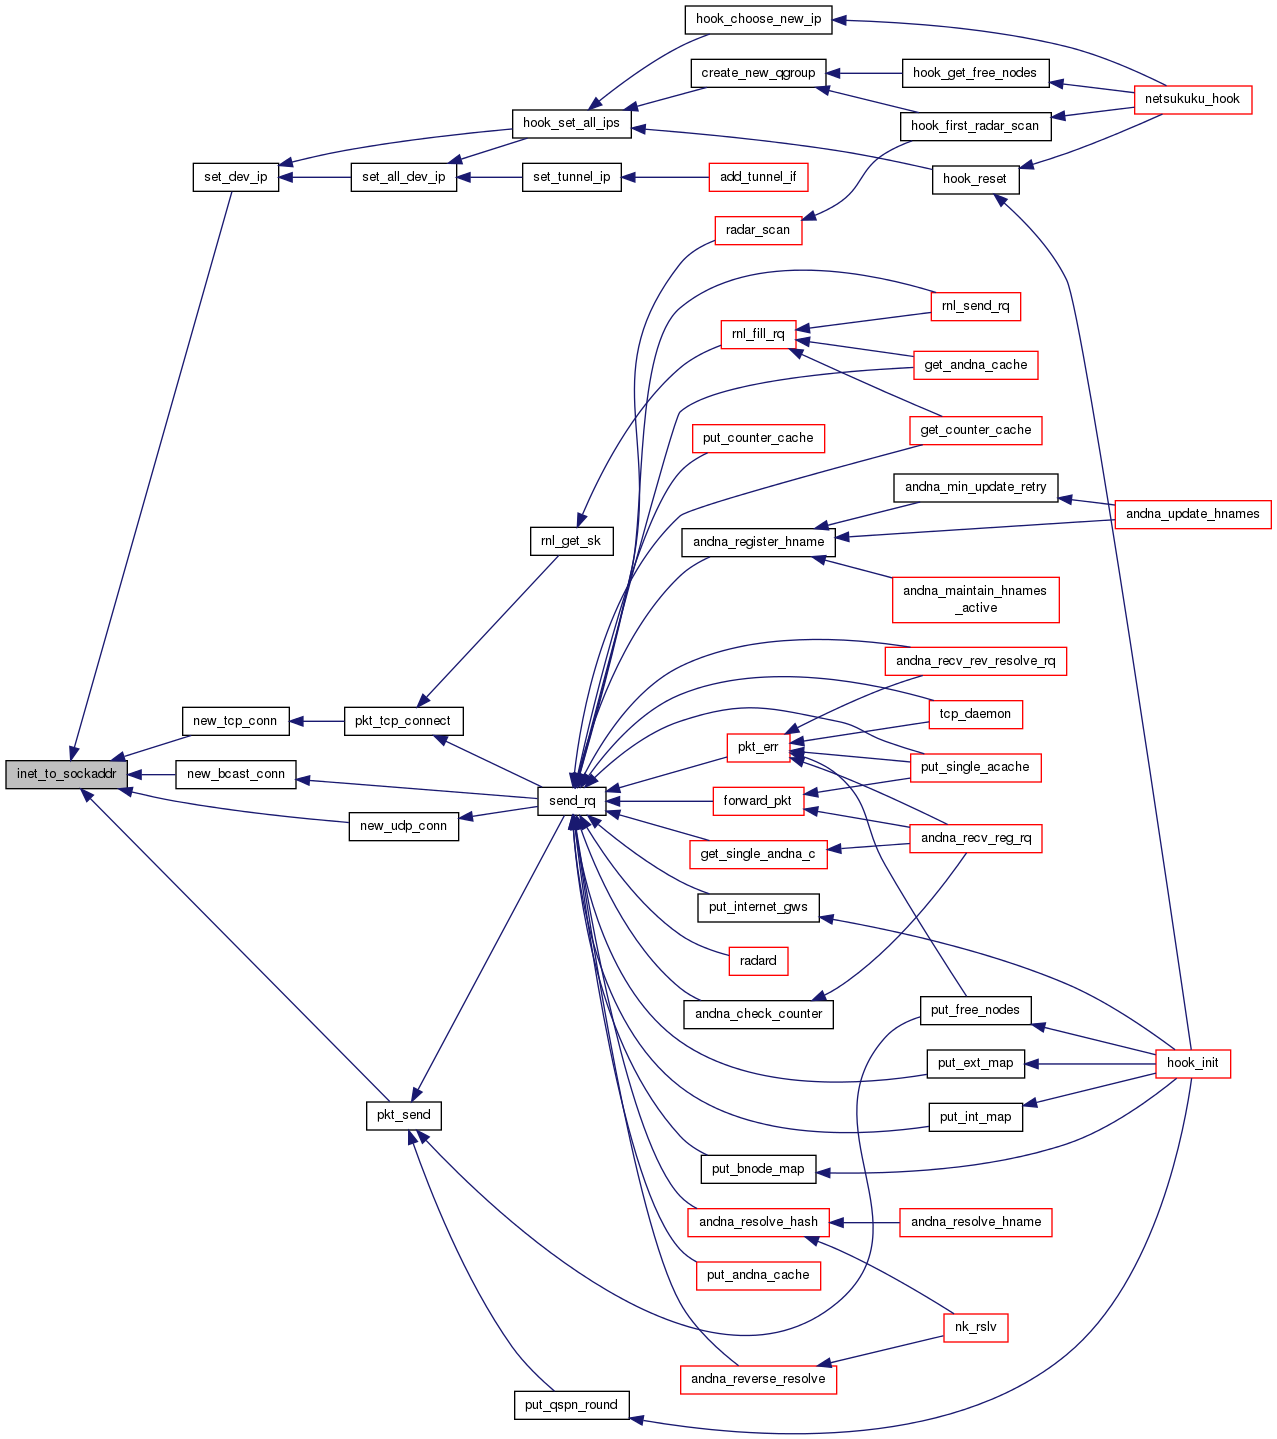 hook_choose_new_ip
create_new_qgroup
hook_get_free_nodes
netsukuku_hook
hook_set_all_ips
hook_first_radar_scan
set_dev_ip
set_all_dev_ip
set_tunnel_ip
add_tunnel_if
hook_reset
radar_scan
rnl_send_rq
rnl_fill_rq
get_andna_cache
put_counter_cache
get_counter_cache
andna_min_update_retry
andna_update_hnames
rnl_get_sk
andna_register_hname
andna_maintain_hnames
_active
andna_recv_rev_resolve_rq
new_tcp_conn
pkt_tcp_connect
tcp_daemon
pkt_err
inet_to_sockaddr
new_bcast_conn
put_single_acache
send_rq
forward_pkt
new_udp_conn
andna_recv_reg_rq
get_single_andna_c
put_internet_gws
radard
andna_check_counter
put_free_nodes
put_ext_map
hook_init
pkt_send
put_int_map
put_bnode_map
andna_resolve_hash
andna_resolve_hname
put_andna_cache
nk_rslv
andna_reverse_resolve
put_qspn_round